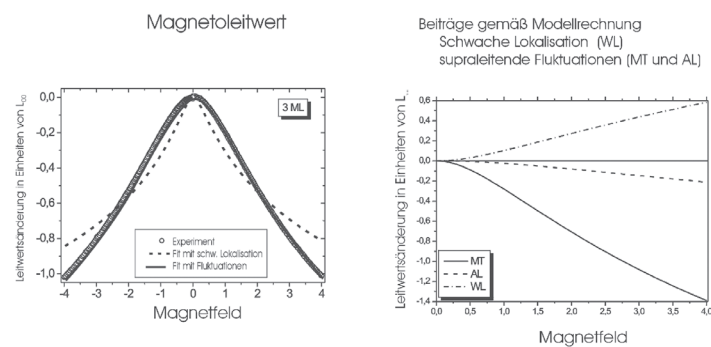 Magnetoleitwert
Leitwertsänderung in Einheiten von L₀₀
0,0
-0,2
-0,4
-0,6
-0,8
-1,0
3 ML
Experiment
Fit mit schw. Lokalisation
Fit mit Fluktuationen
-4 -3 -2 -1 0 1 2 3 4
Magnetfeld
Beiträge gemäß Modellrechnung
Schwache Lokalisation (WL)
supraleitende Fluktuationen (MT und AL)
Leitwertsänderung in Einheiten von L
0,6
0,4
0,2
0,0
-0,2
-0,4
-0,6
-0,8
-1,0
-1,2
-1,4
MT
AL
WL
0,0 0,5 1,0 1,5 2,0 2,5 3,0 3,5 4,0
Magnetfeld